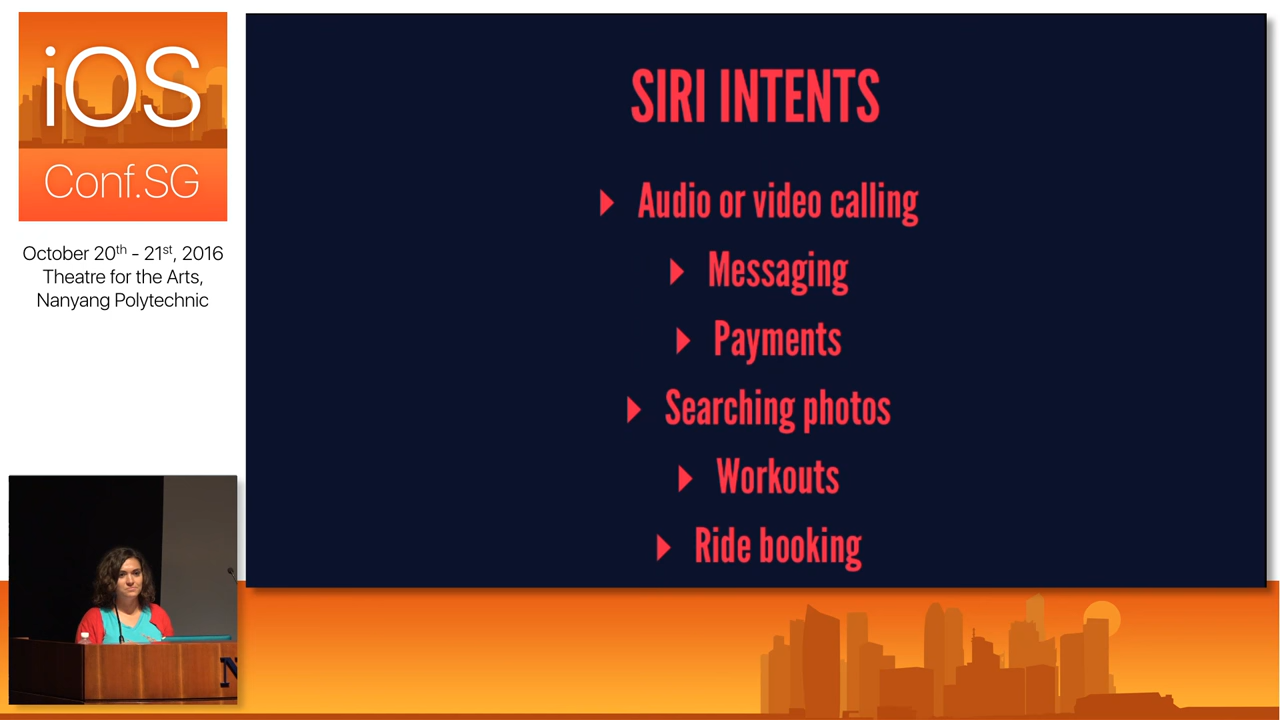 iOS
Conf.SG
October 20th - 21st, 2016
Theatre for the Arts,
Nanyang Polytechnic
SIRI INTENTS
Audio or video calling
Messaging
Payments
Searching photos
Workouts
Ride booking
N